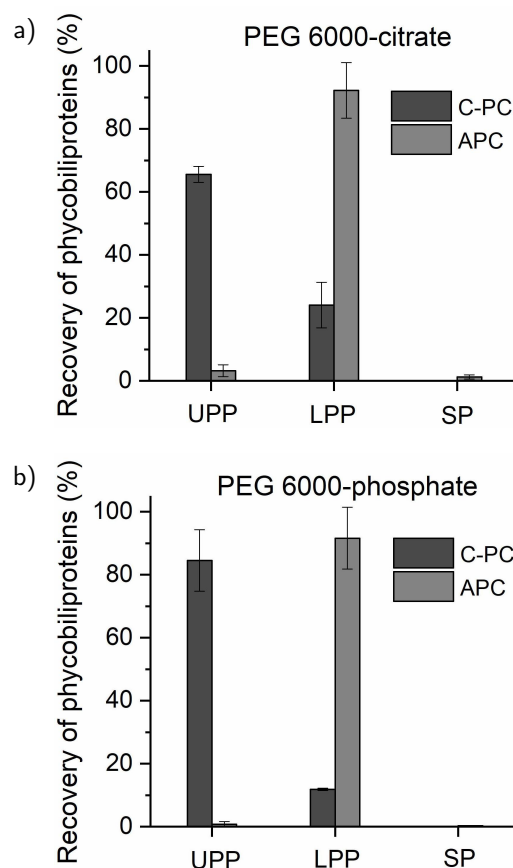 a)
PEG 6000-citrate
Recovery of phycobiliproteins (%)
100
80
60
40
20
0
C-PC
APC
UPP LPP SP
b)
PEG 6000-phosphate
Recovery of phycobiliproteins (%)
100
80
60
40
20
0
C-PC
APC
UPP LPP SP